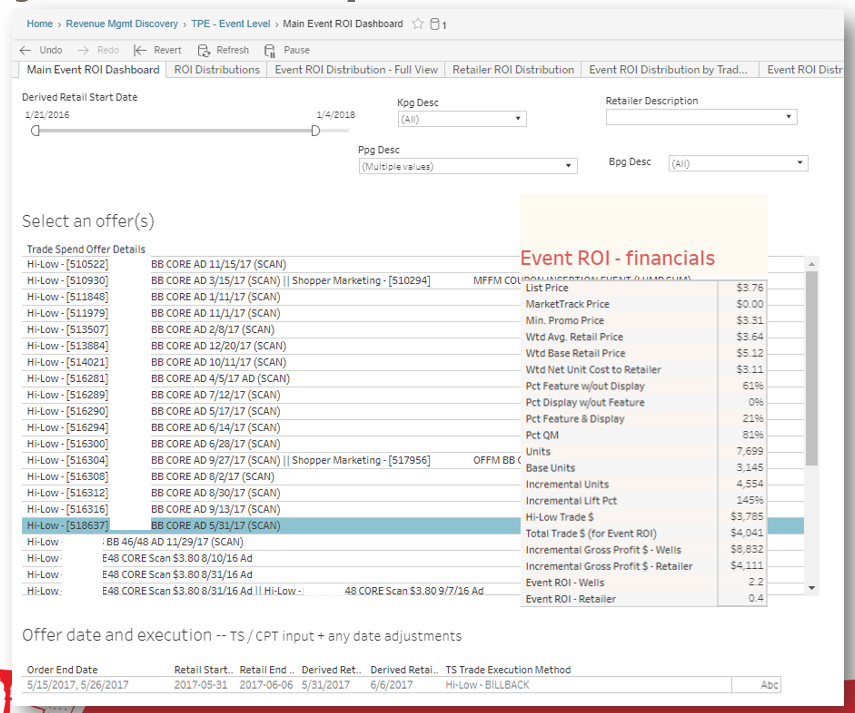 Home › Revenue Mgmt Discovery › TPE - Event Level › Main Event ROI Dashboard 1
← Undo → Redo Revert Refresh Pause
Main Event ROI Dashboard ROI Distributions Event ROI Distribution - Full View Retailer ROI Distribution Event ROI Distribution by Trad... Event ROI Distr
Derived Retail Start Date
1/21/2016 1/4/2018
Kpg Desc
(All)
Retailer Description
Ppg Desc
(Multiple values)
Bpg Desc (All)
Select an offer(s)
Trade Spend Offer Details
Hi-Low - [510522] BB CORE AD 11/15/17 (SCAN)
Hi-Low - [510930] BB CORE AD 3/15/17 (SCAN) || Shopper Marketing - [510294] MFFM COUPON INCEPTION EVENT (LUMP SUM)
Hi-Low - [511848] BB CORE AD 1/11/17 (SCAN)
Hi-Low - [511979] BB CORE AD 11/1/17 (SCAN)
Hi-Low - [513507] BB CORE AD 2/8/17 (SCAN)
Hi-Low - [513884] BB CORE AD 12/20/17 (SCAN)
Hi-Low - [514021] BB CORE AD 10/11/17 (SCAN)
Hi-Low - [516281] BB CORE AD 4/5/17 AD (SCAN)
Hi-Low - [516289] BB CORE AD 7/12/17 (SCAN)
Hi-Low - [516290] BB CORE AD 5/17/17 (SCAN)
Hi-Low - [516294] BB CORE AD 6/14/17 (SCAN)
Hi-Low - [516300] BB CORE AD 6/28/17 (SCAN)
Hi-Low - [516304] BB CORE AD 9/27/17 (SCAN) || Shopper Marketing - [517956] OFFM BB
Hi-Low - [516308] BB CORE AD 8/2/17 (SCAN)
Hi-Low - [516312] BB CORE AD 8/30/17 (SCAN)
Hi-Low - [516316] BB CORE AD 9/13/17 (SCAN)
Hi-Low - [518637] BB CORE AD 5/31/17 (SCAN)
Hi-Low - BB 46/48 AD 11/29/17 (SCAN)
Hi-Low - E48 CORE Scan $3.80 8/10/16 Ad
Hi-Low - E48 CORE Scan $3.80 8/31/16 Ad
Hi-Low - E48 CORE Scan $3.80 8/31/16 Ad || Hi-Low - 48 CORE Scan $3.80 9/7/16 Ad
Event ROI - financials
List Price $3.76
MarketTrack Price $0.00
Min. Promo Price $3.31
Wtd Avg. Retail Price $3.64
Wtd Base Retail Price $5.12
Wtd Net Unit Cost to Retailer $3.11
Pct Feature w/out Display 61%
Pct Display w/out Feature 0%
Pct Feature & Display 21%
Pct QM 81%
Units 7,699
Base Units 3,145
Incremental Units 4,554
Incremental Lift Pct 145%
Hi-Low Trade $ $3,785
Total Trade $ (for Event ROI) $4,041
Incremental Gross Profit $ - Wells $8,832
Incremental Gross Profit $ - Retailer $4,111
Event ROI - Wells 2.2
Event ROI - Retailer 0.4
Offer date and execution -- TS / CPT input + any date adjustments
Order End Date Retail Start.. Retail End .. Derived Ret.. Derived Retai.. TS Trade Execution Method
5/15/2017, 5/26/2017 2017-05-31 2017-06-06 5/31/2017 6/6/2017 Hi-Low - BILLBACK Abc